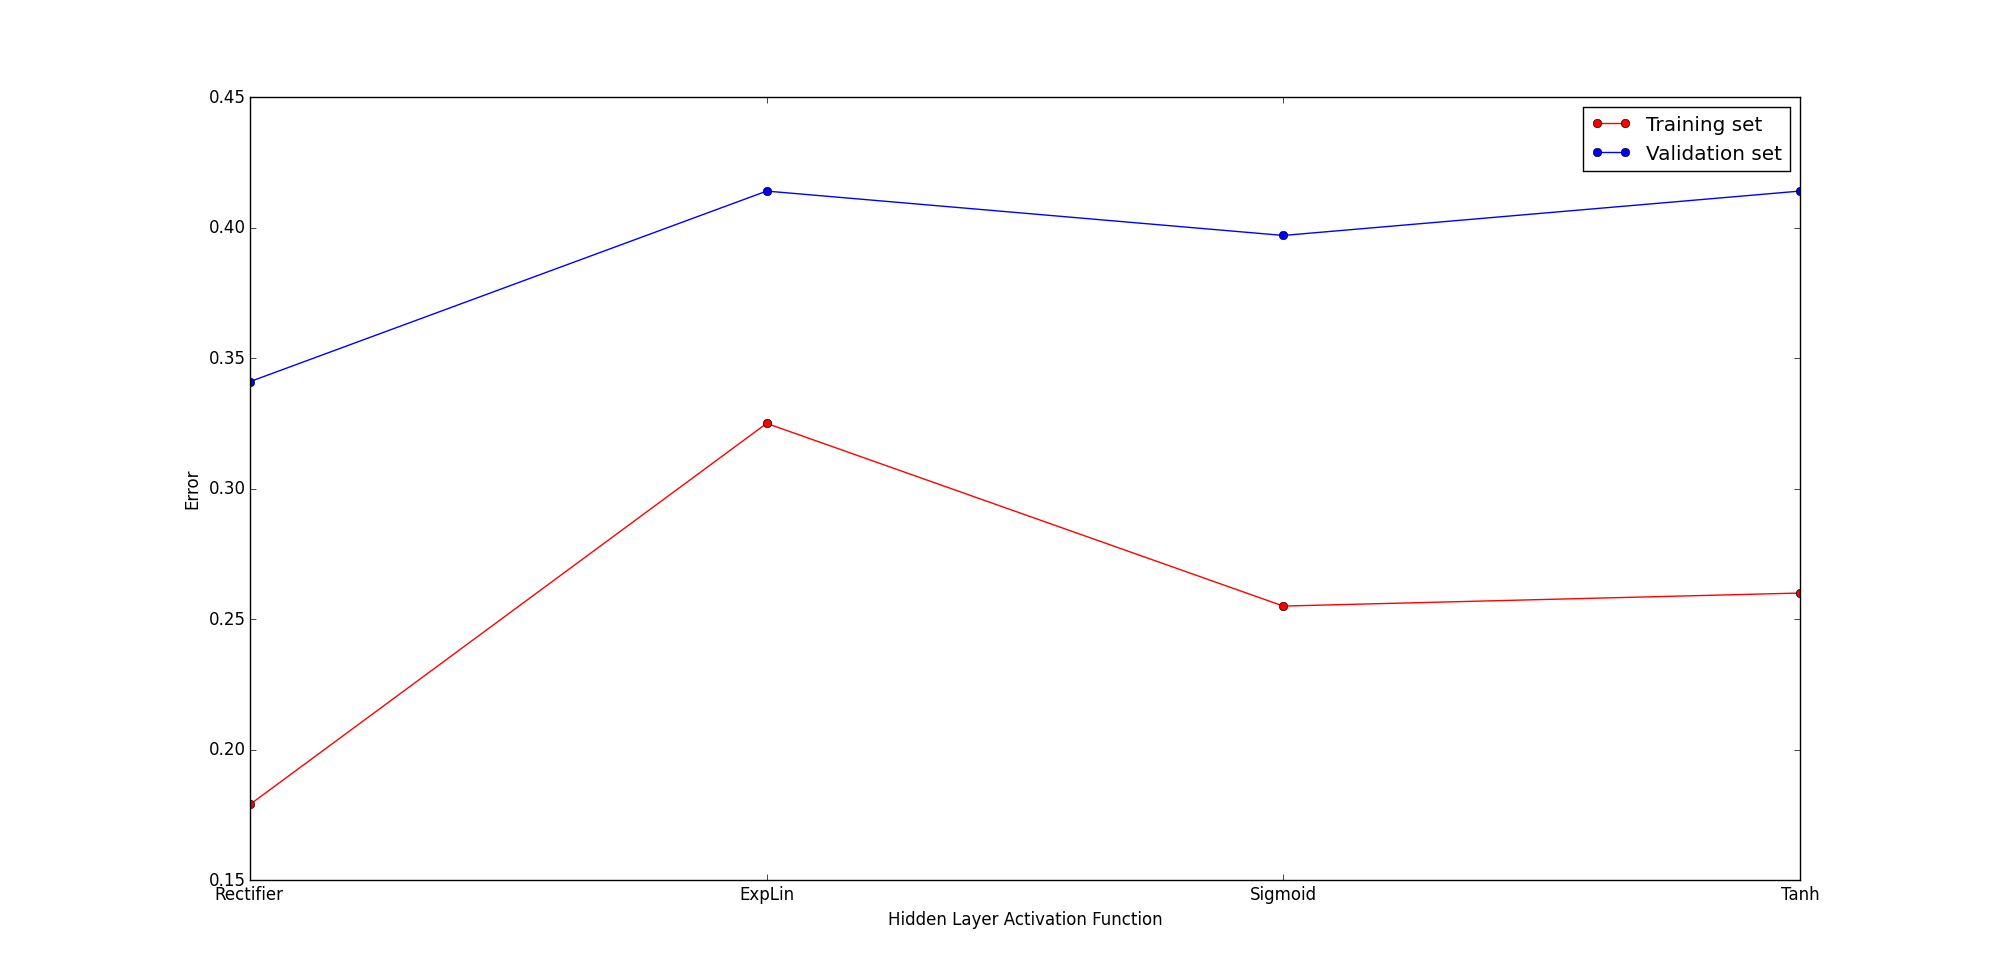 0.45
0.40
0.35
0.30
0.25
0.20
0.15
Error
Training set
Validation set
Rectifier ExpLin Sigmoid Tanh
Hidden Layer Activation Function